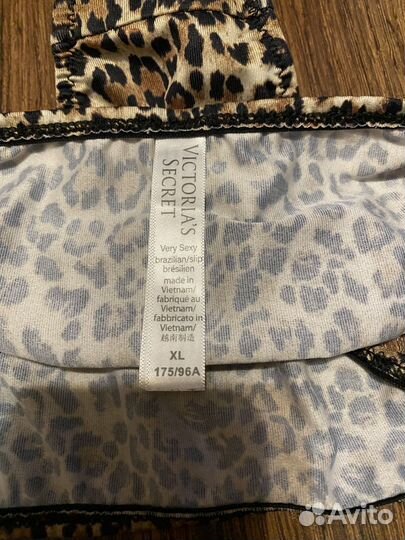 VICTORIA'S
SECRET
Very Sexy
brazilian/slip
brésilien
made in
Vietnam/
fabriqué au
Vietnam/
fabbricato in
Vietnam/
越南制造
XL
175/96A
Avito